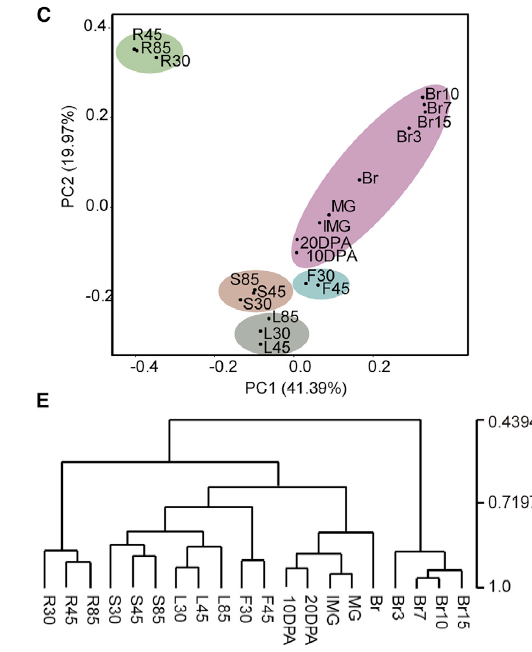 C
0.4
0.2
0.0
-0.2
PC2 (19.97%)
R45
R85
R30
Br10
Br7
Br15
Br3
Br
MG
IMG
20DPA
10DPA
F30
F45
S85
S45
S30
L85
L30
L45
-0.4 -0.2 0.0 0.2
PC1 (41.39%)
E
0.4394
0.7197
1.0
R30 R45 R85 S30 S45 S85 L30 L45 L85 F30 F45 10DPA 20DPA IMG MG Br Br3 Br7 Br10 Br15